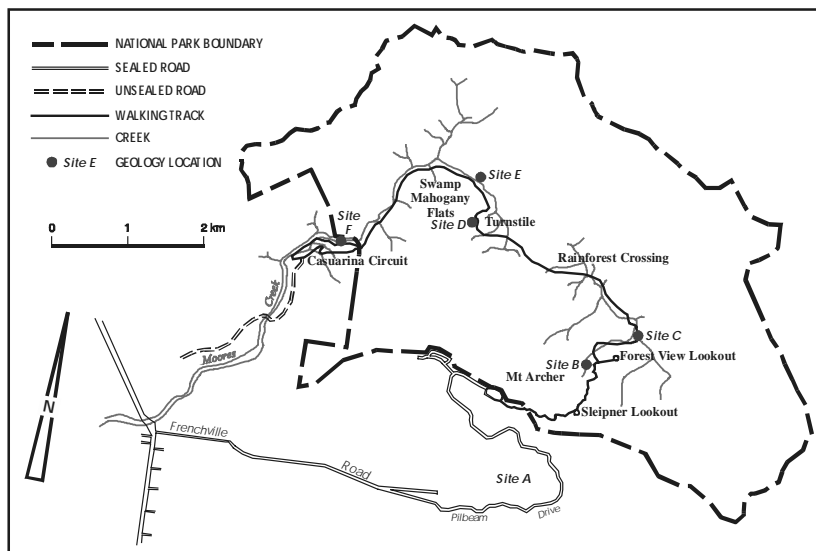 NATIONAL PARK BOUNDARY
SEALED ROAD
UNSEALED ROAD
WALKING TRACK
CREEK
Site E GEOLOGY LOCATION
0 1 2 km
Site E
Swamp
Mahogany
Flats
Site D
Turnstile
Site
F
Casuarina Circuit
Rainforest Crossing
Creek
Moores
Site C
Site B
Forest View Lookout
Mt Archer
Sleipner Lookout
N
Frenchville
Road
Site A
Pilbeam
Drive